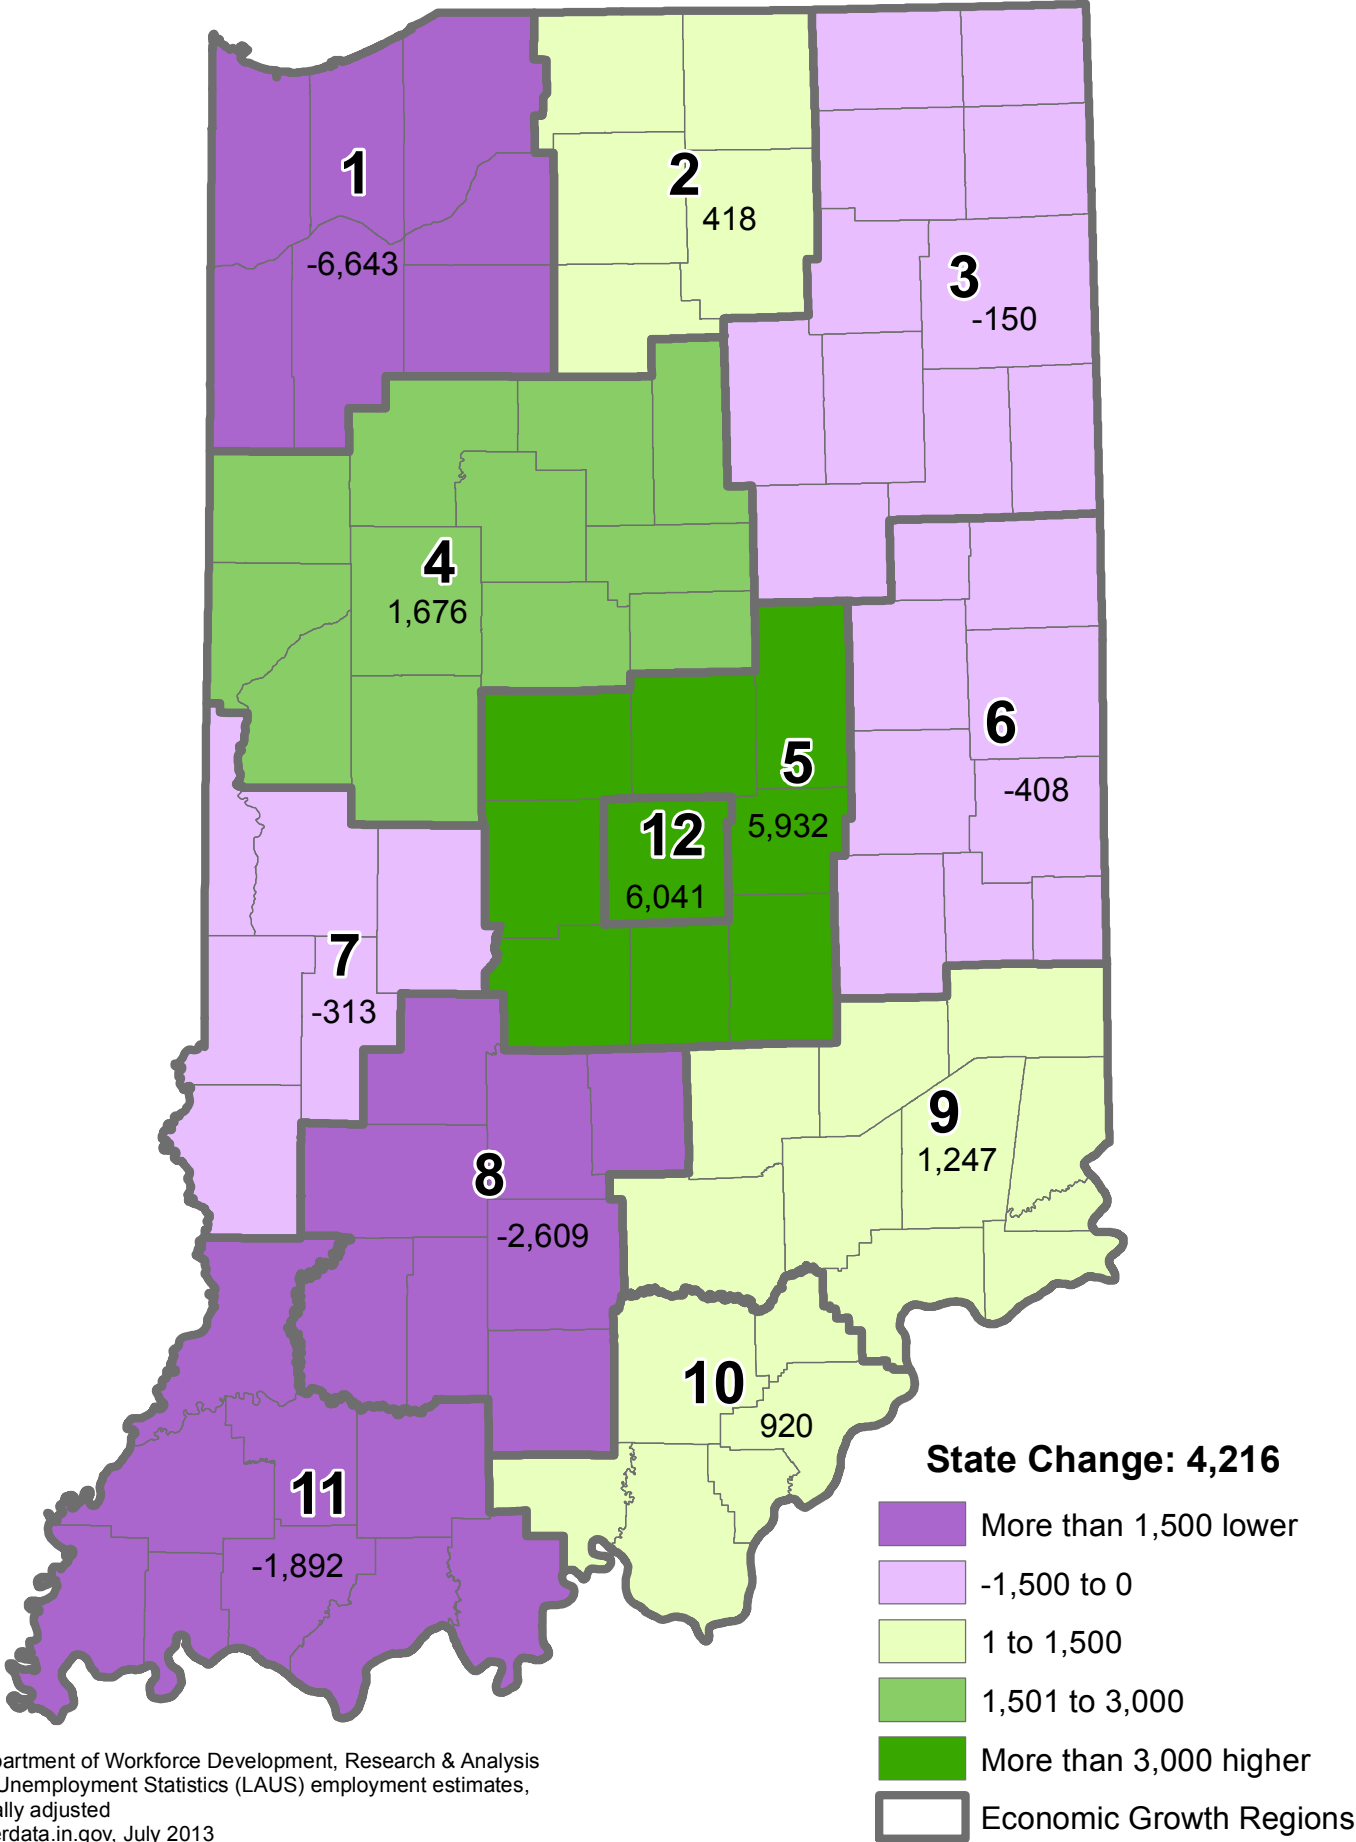 1
-6,643
2
418
3
-150
4
1,676
5
5,932
6
-408
12
6,041
7
-313
8
-2,609
9
1,247
10
920
11
-1,892
State Change: 4,216
More than 1,500 lower
-1,500 to 0
1 to 1,500
1,501 to 3,000
More than 3,000 higher
Economic Growth Regions
partment of Workforce Development, Research & Analysis
Unemployment Statistics (LAUS) employment estimates,
ally adjusted
erdata.in.gov, July 2013